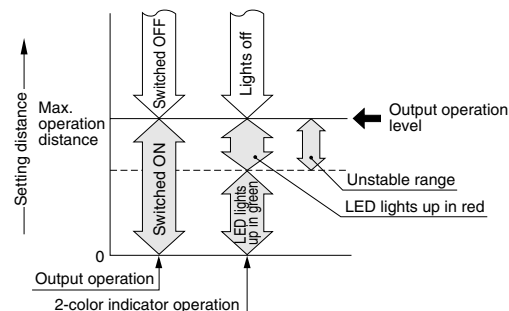 Setting distance
Switched OFF
Lights off
Max.
operation
distance
Output operation
level
Switched ON
LED lights
up in green
Unstable range
LED lights up in red
0
Output operation
2-color indicator operation